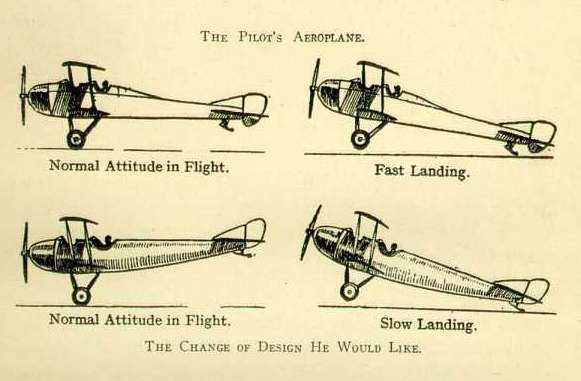 The Pilot's Aeroplane.
Normal Attitude in Flight.
Fast Landing.
Normal Attitude in Flight.
Slow Landing.
The Change of Design He Would Like.